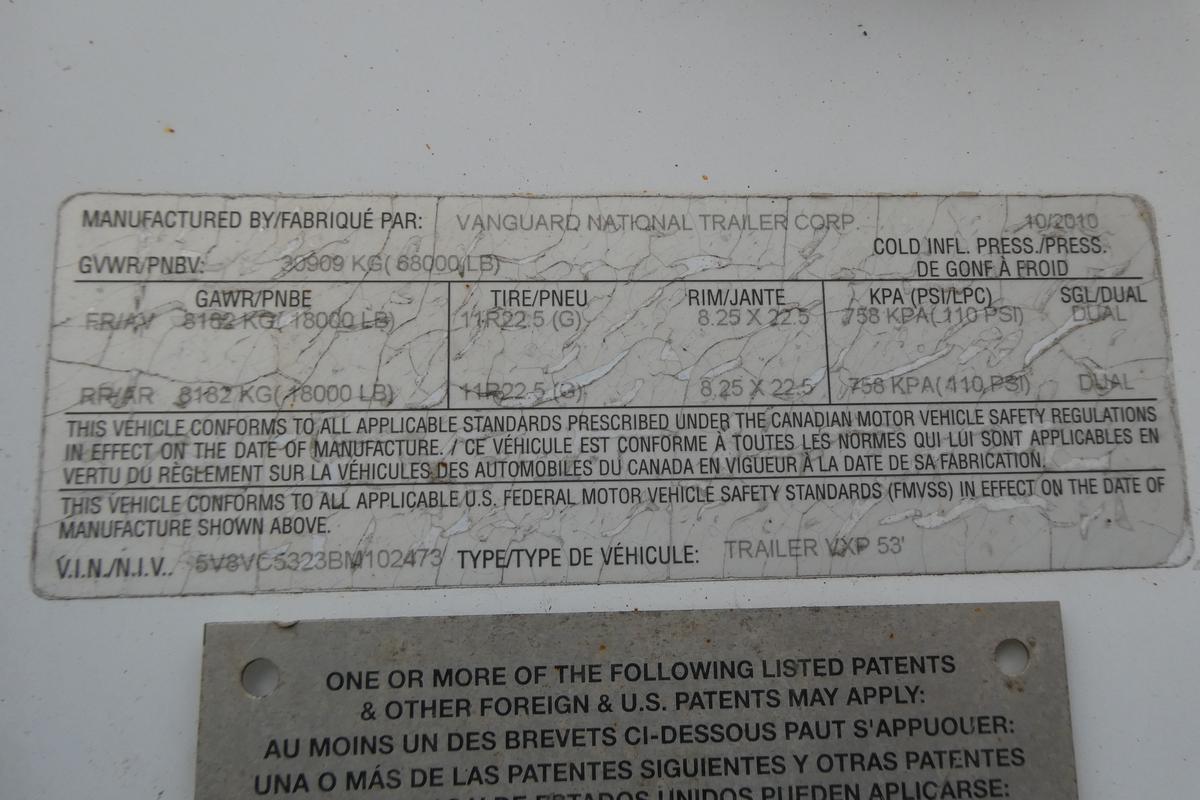 MANUFACTURED BY/FABRIQUÉ PAR: VANGUARD NATIONAL TRAILER CORP. 10/2010
GVWR/PNBV: 30909 KG( 68000 LB) COLD INFL. PRESS./PRESS.
DE GONF À FROID
GAWR/PNBE TIRE/PNEU RIM/JANTE KPA (PSI/LPC) SGL/DUAL
FR/AV 8182 KG( 18000 LB) 11R22.5 (G) 8.25 X 22.5 758 KPA( 110 PSI) DUAL
RR/AR 8182 KG( 18000 LB) 11R22.5 (G) 8.25 X 22.5 758 KPA( 110 PSI) DUAL
THIS VEHICLE CONFORMS TO ALL APPLICABLE STANDARDS PRESCRIBED UNDER THE CANADIAN MOTOR VEHICLE SAFETY REGULATIONS
IN EFFECT ON THE DATE OF MANUFACTURE. / CE VÉHICULE EST CONFORME À TOUTES LES NORMES QUI LUI SONT APPLICABLES EN
VERTU DU RÈGLEMENT SUR LA VÉHICULES DES AUTOMOBILES DU CANADA EN VIGUEUR À LA DATE DE SA FABRICATION.
THIS VEHICLE CONFORMS TO ALL APPLICABLE U.S. FEDERAL MOTOR VEHICLE SAFETY STANDARDS (FMVSS) IN EFFECT ON THE DATE OF
MANUFACTURE SHOWN ABOVE.
V.I.N./N.I.V.. 5V8VC5323BM102473 TYPE/TYPE DE VÉHICULE: TRAILER VXP 53'
ONE OR MORE OF THE FOLLOWING LISTED PATENTS
& OTHER FOREIGN & U.S. PATENTS MAY APPLY:
AU MOINS UN DES BREVETS CI-DESSOUS PAUT S'APPUOUER:
UNA O MÁS DE LAS PATENTES SIGUIENTES Y OTRAS PATENTES
DE ESTADOS UNIDOS PUEDEN APLICARSE: